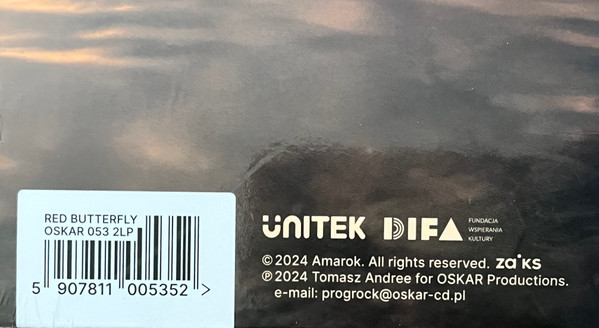 RED BUTTERFLY
OSKAR 053 2LP
5 907811 005352 >
ÜNITEK DIFA FUNDACJA
WSPIERANIA
KULTURY
©2024 Amarok. All rights reserved. za*KS
℗2024 Tomasz Andree for OSKAR Productions.
e-mail: progrock@oskar-cd.pl